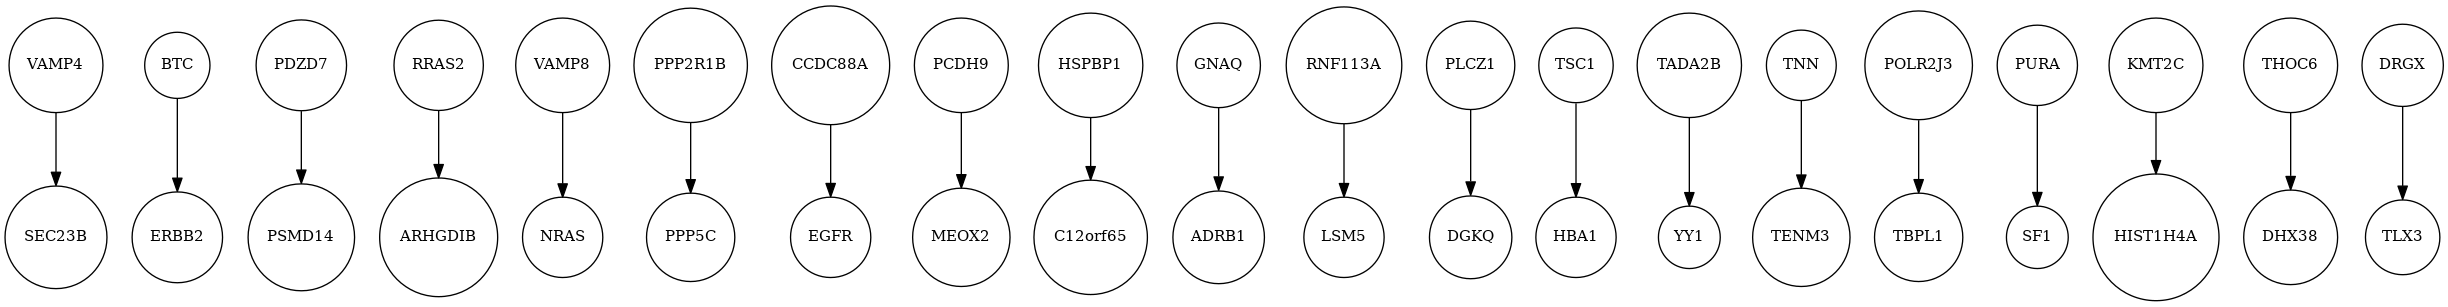 VAMP4 BTC PDZD7 RRAS2 VAMP8 PPP2R1B CCDC88A PCDH9 HSPBP1 GNAQ RNF113A PLCZ1 TSC1 TADA2B TNN POLR2J3 PURA KMT2C THOC6 DRGX
SEC23B ERBB2 PSMD14 ARHGDIB NRAS PPP5C EGFR MEOX2 C12orf65 ADRB1 LSM5 DGKQ HBA1 YY1 TENM3 TBPL1 SF1 HIST1H4A DHX38 TLX3